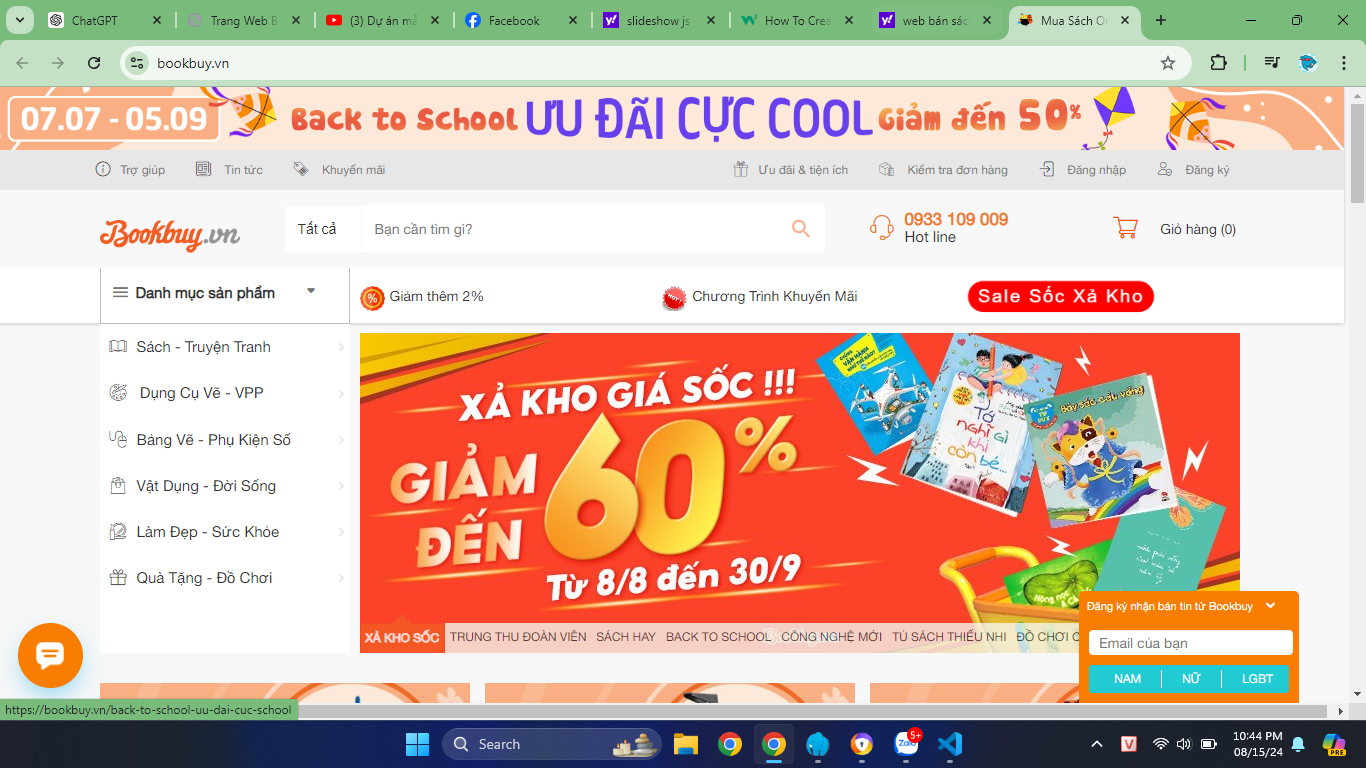 ChatGPT
Trang Web B
(3) Dự án mẫ
Facebook
slideshow js
How To Crea
web bán sác
Mua Sách On
bookbuy.vn
07.07 - 05.09
Back to School ƯU ĐÃI CỰC COOL Giảm đến 50%
Trợ giúp
Tin tức
Khuyến mãi
Ưu đãi & tiện ích
Kiểm tra đơn hàng
Đăng nhập
Đăng ký
Bookbuy.vn
Tất cả
Bạn cần tìm gì?
0933 109 009
Hot line
Giỏ hàng (0)
Danh mục sản phẩm
% Giảm thêm 2%
HOT! Chương Trình Khuyến Mãi
Sale Sốc Xả Kho
Sách - Truyện Tranh
Dụng Cụ Vẽ - VPP
Bảng Vẽ - Phụ Kiện Số
Vật Dụng - Đời Sống
Làm Đẹp - Sức Khỏe
Quà Tặng - Đồ Chơi
XẢ KHO GIÁ SỐC !!!
GIẢM
ĐẾN
60%
Từ 8/8 đến 30/9
VẬN HÀNH
Tớ
nghĩ gì
khi
còn bé...
Bảy sắc cầu vồng
XẢ KHO SỐC
TRUNG THU ĐOÀN VIÊN
SÁCH HAY
BACK TO SCHOOL
CÔNG NGHỆ MỚI
TỦ SÁCH THIẾU NHI
ĐỒ CHƠI C
Đăng ký nhận bản tin từ Bookbuy
Email của bạn
NAM
NỮ
LGBT
https://bookbuy.vn/back-to-school-uu-dai-cuc-school
Search
Zalo
5+
V
10:44 PM
08/15/24
PRE